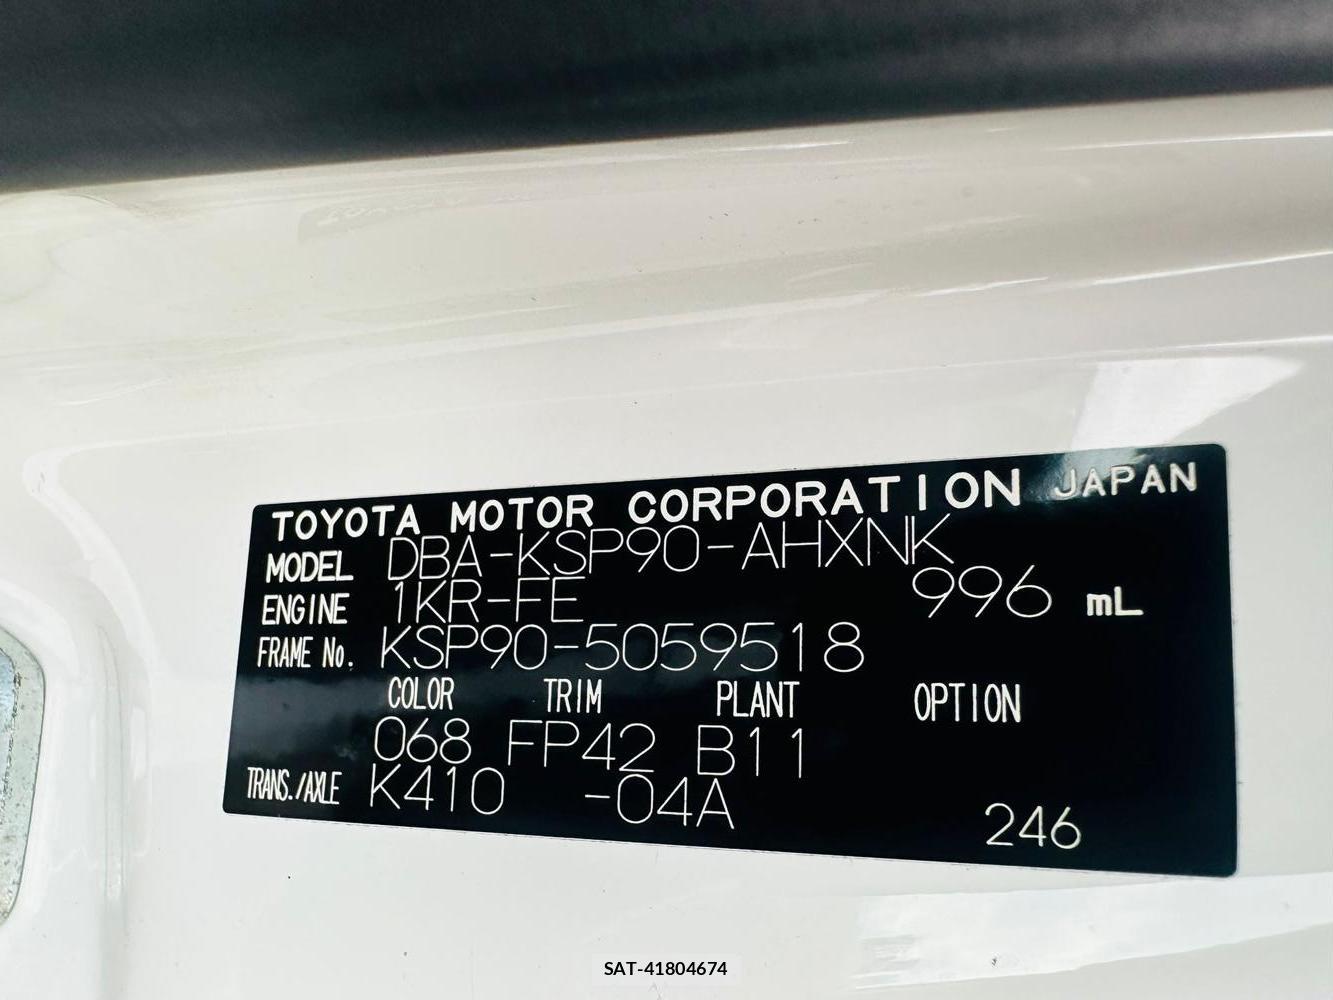 TOYOTA MOTOR CORPORATION JAPAN
MODEL DBA-KSP90-AHXNK
ENGINE 1KR-FE 996 mL
FRAME No. KSP90-5059518
COLOR TRIM PLANT OPTION
068 FP42 B11
TRANS./AXLE K410 -04A
246
SAT-41804674